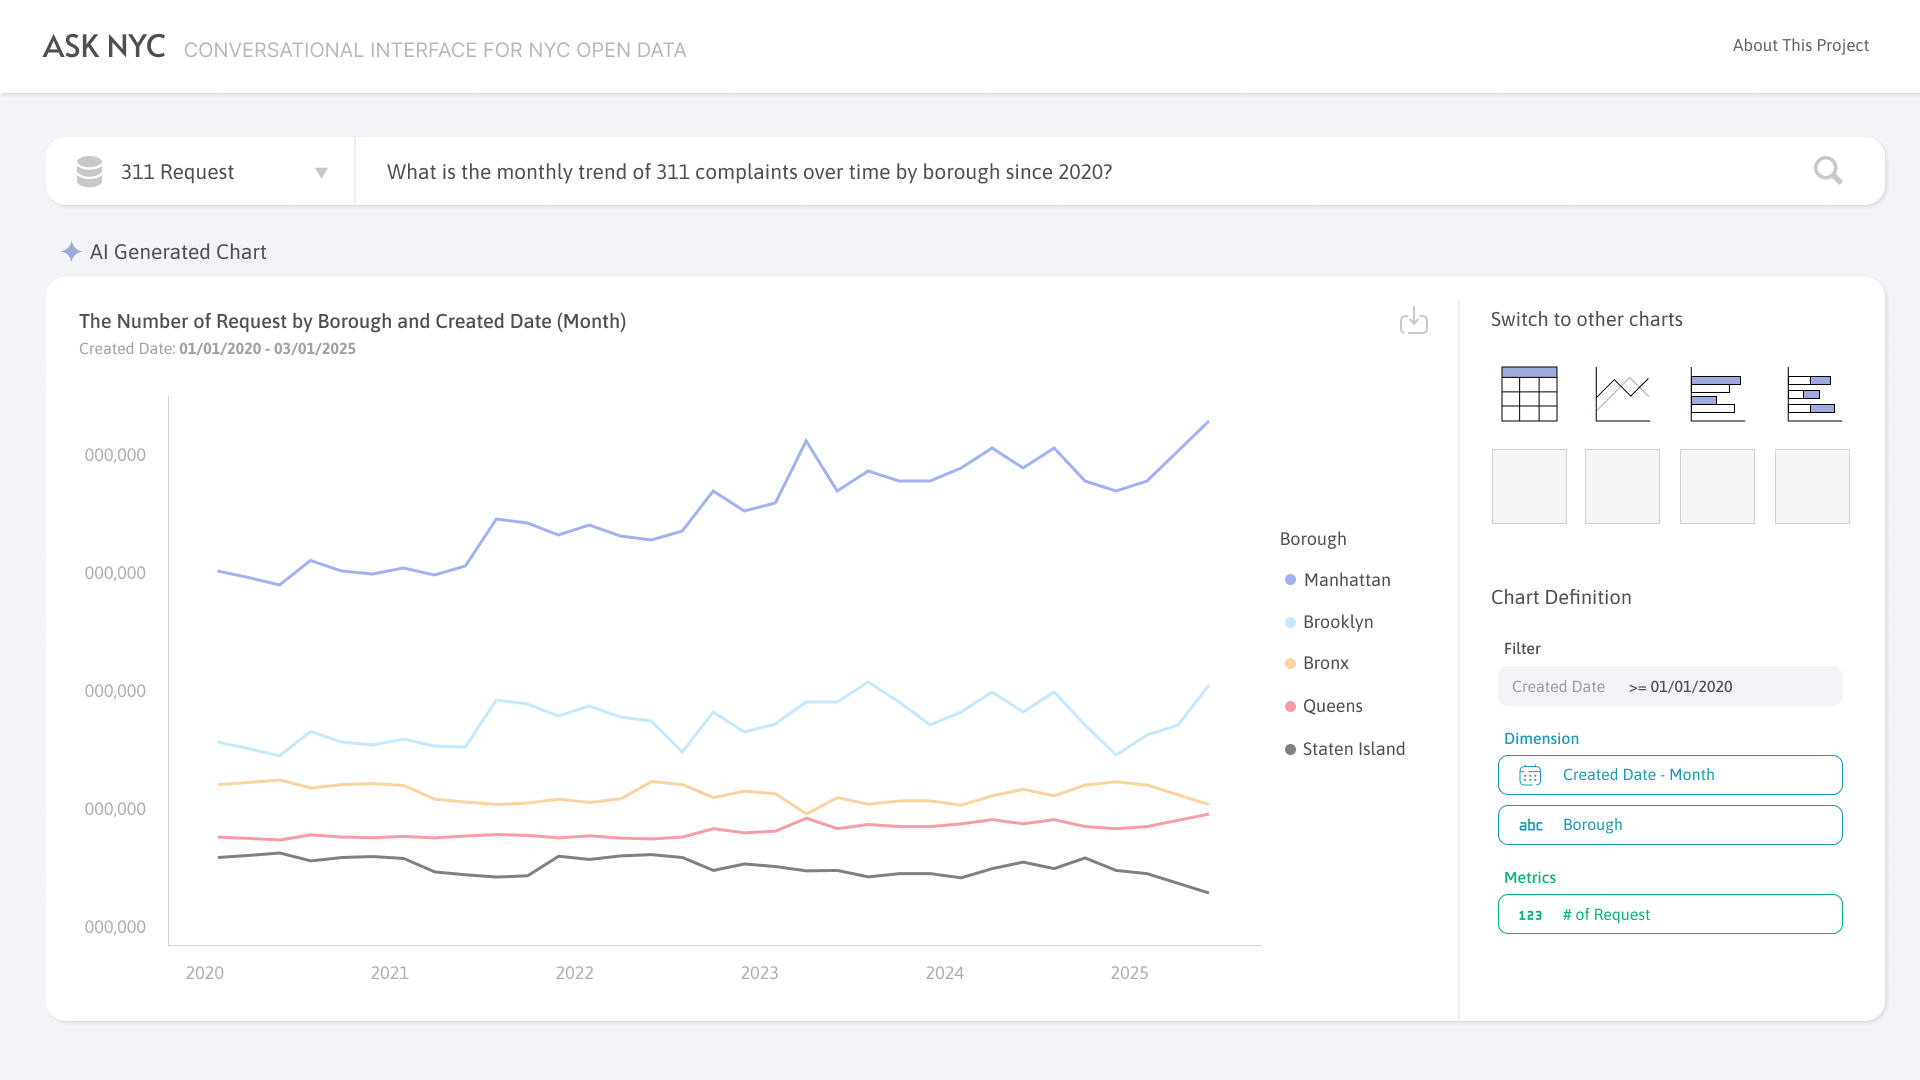 ASK NYC CONVERSATIONAL INTERFACE FOR NYC OPEN DATA
About This Project
311 Request ▼
What is the monthly trend of 311 complaints over time by borough since 2020?
AI Generated Chart
The Number of Request by Borough and Created Date (Month)
Created Date: 01/01/2020 - 03/01/2025
000,000
000,000
000,000
000,000
000,000
2020 2021 2022 2023 2024 2025
Borough
Manhattan
Brooklyn
Bronx
Queens
Staten Island
Switch to other charts
Chart Definition
Filter
Created Date >= 01/01/2020
Dimension
Created Date - Month
abc Borough
Metrics
123 # of Request